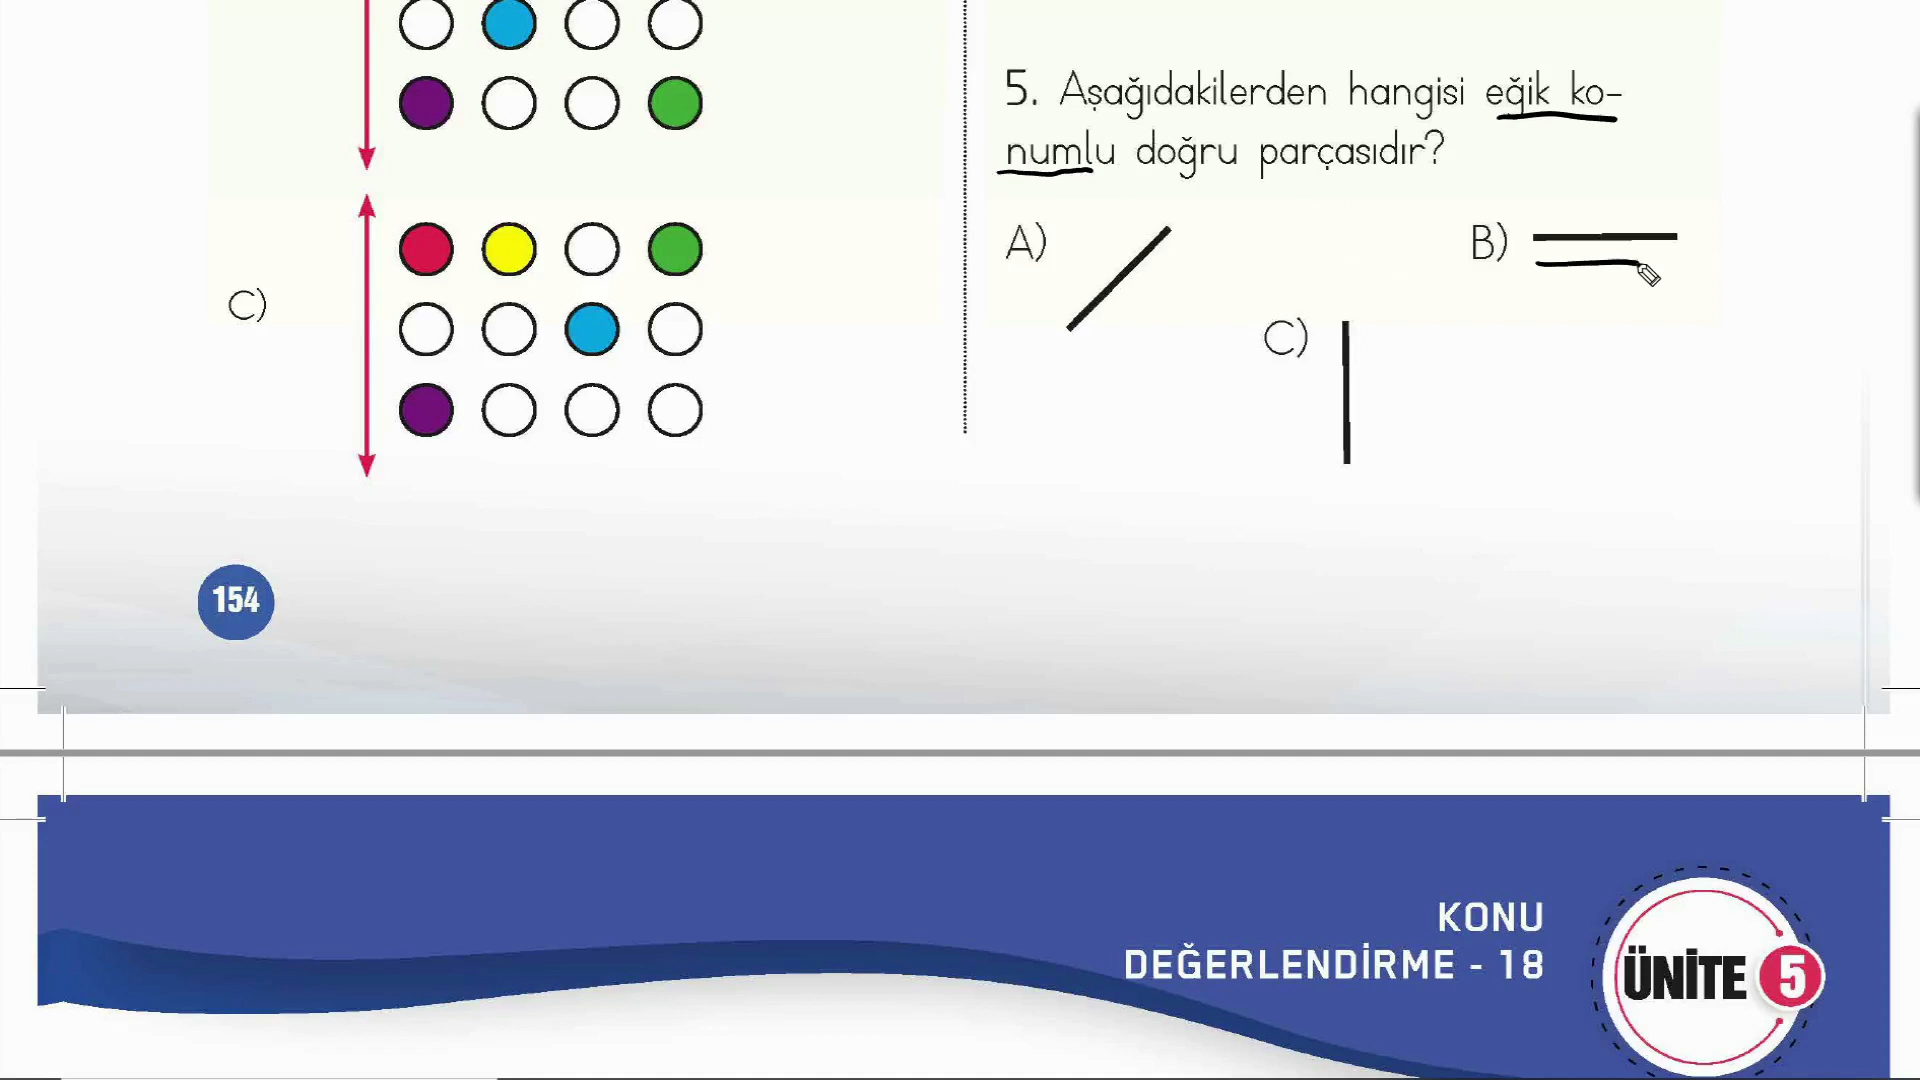 C)
154
5. Aşağıdakilerden hangisi eğik ko-
numlu doğru parçasıdır?
A)
B)
C)
KONU
DEĞERLENDİRME - 18
ÜNİTE 5